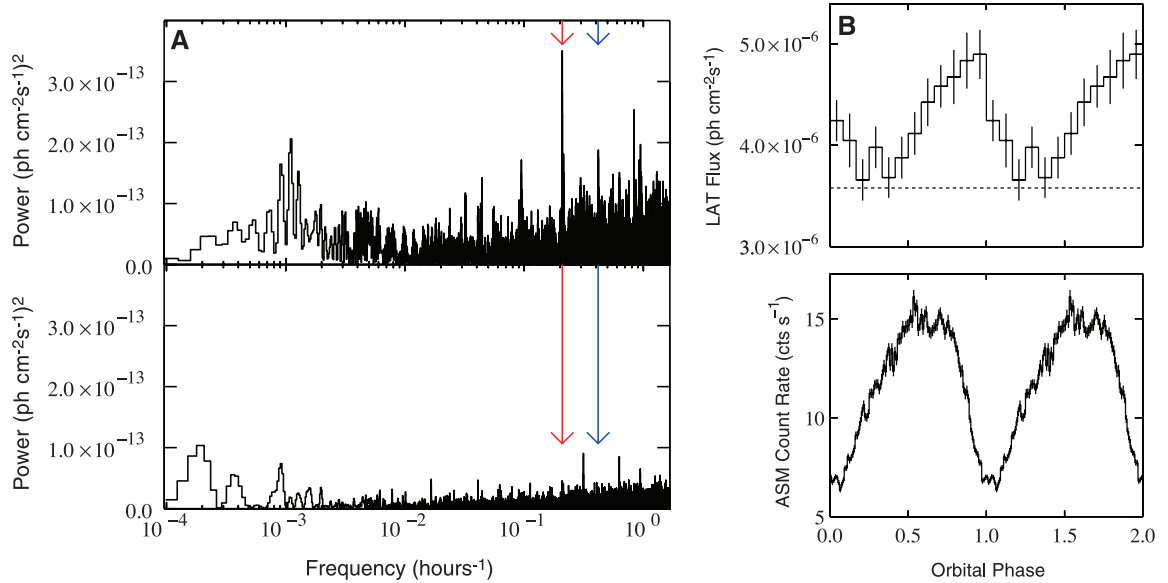 A
Power (ph cm-2s-1)2
3.0×10-13
2.0×10-13
1.0×10-13
0.0
Power (ph cm-2s-1)2
3.0×10-13
2.0×10-13
1.0×10-13
0.0
10-4 10-3 10-2 10-1 10 0
Frequency (hours-1)
B
LAT Flux (ph cm-2s-1)
5.0×10-6
4.0×10-6
3.0×10-6
ASM Count Rate (cts s-1)
15
10
5
0.0 0.5 1.0 1.5 2.0
Orbital Phase